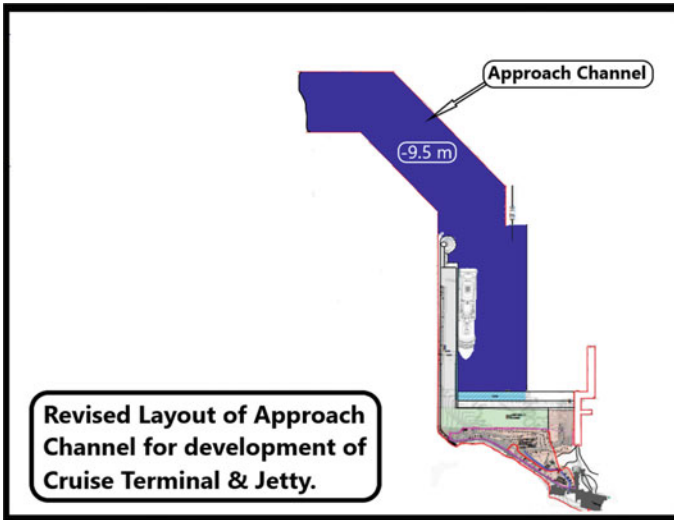 Approach Channel
-9.5 m
Revised Layout of Approach
Channel for development of
Cruise Terminal & Jetty.